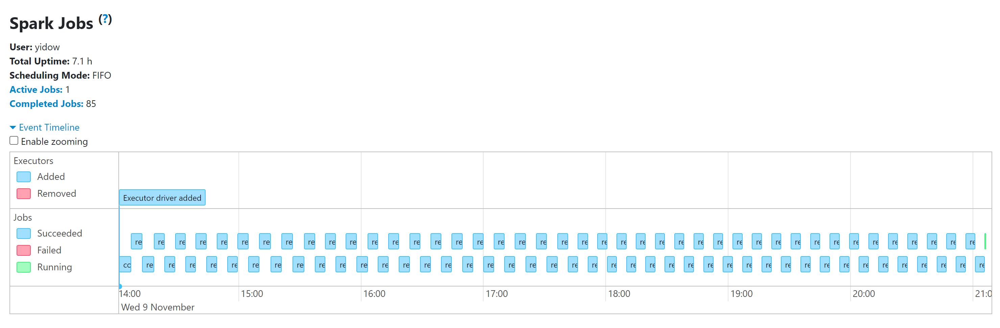 Spark Jobs (?)
User: yidow
Total Uptime: 7.1 h
Scheduling Mode: FIFO
Active Jobs: 1
Completed Jobs: 85
Event Timeline
Enable zooming
Executors
Added
Removed
Executor driver added
Jobs
Succeeded
Failed
Running
re re re re re re re re re re re re re re re re re re re re re re re re re re re re re re re re re re re re re re re re re re
cc re re re re re re re re re re re re re re re re re re re re re re re re re re re re re re re re re re re re re re re re re re
14:00 15:00 16:00 17:00 18:00 19:00 20:00 21:0
Wed 9 November